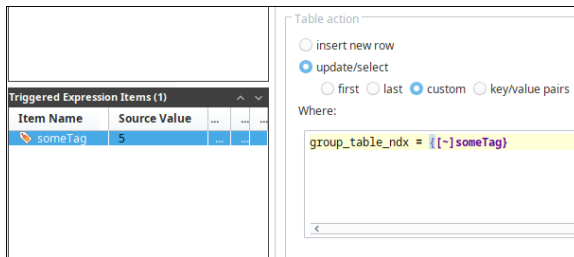 Table action
insert new row
update/select
first last custom key/value pairs
Where:
group_table_ndx = {[~]someTag}
<
Triggered Expression Items (1)
Item Name Source Value ... ... ...
someTag 5 ... ...